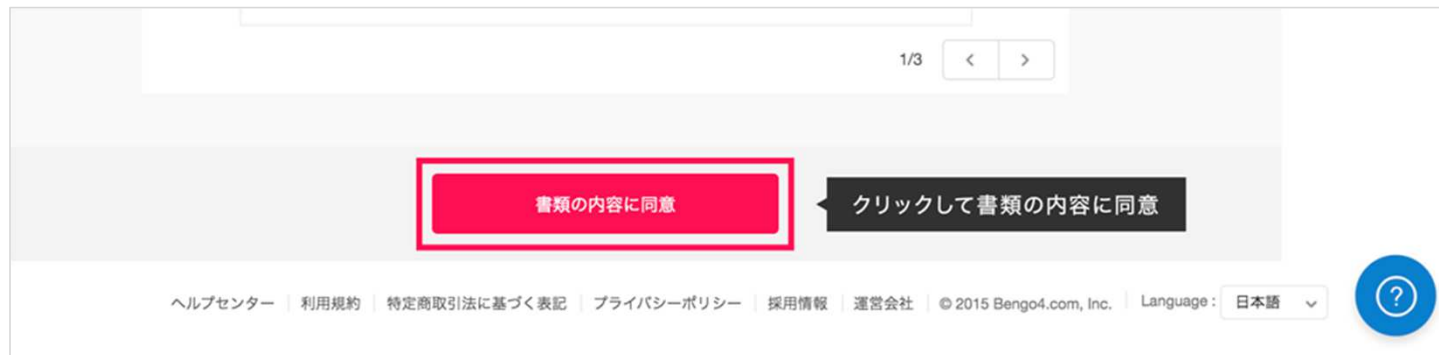 1/3
書類の内容に同意
クリックして書類の内容に同意
ヘルプセンター 利用規約 特定商取引法に基づく表記 プライバシーポリシー 採用情報 運営会社 © 2015 Bengo4.com, Inc. Language : 日本語
?